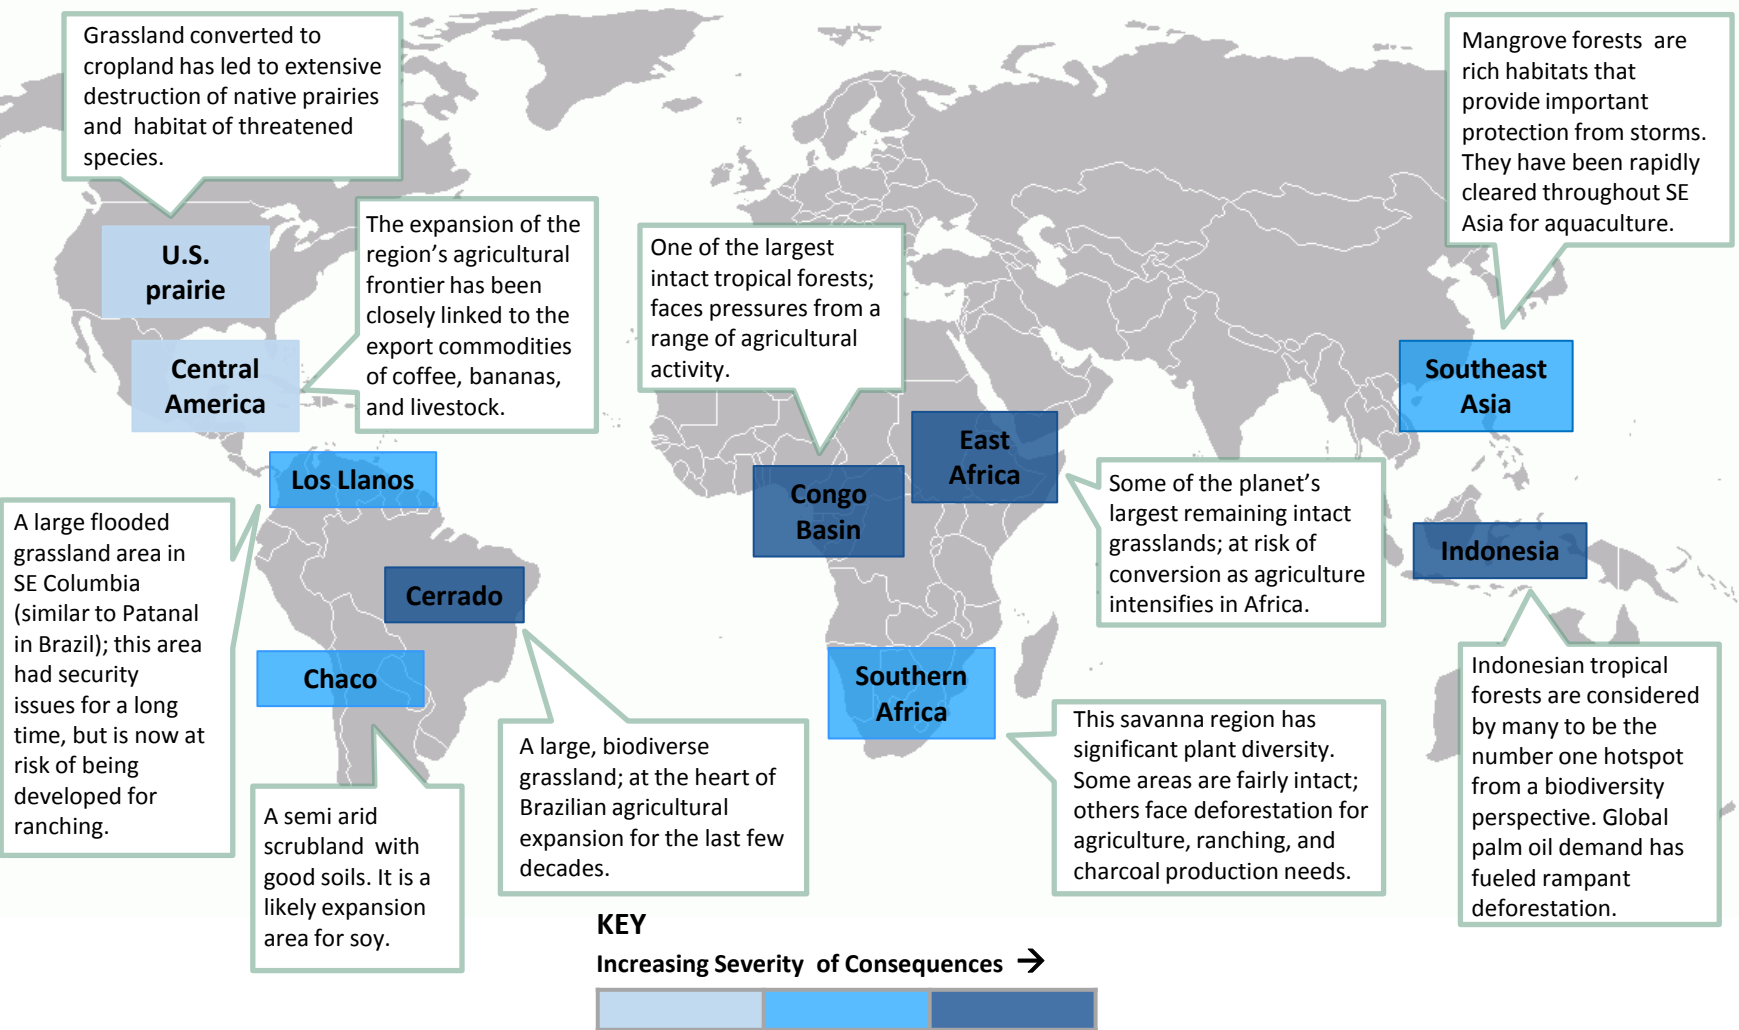 Grassland converted to
cropland has led to extensive
destruction of native prairies
and habitat of threatened
species.
U.S.
prairie
The expansion of the
region's agricultural
frontier has been
closely linked to the
export commodities
of coffee, bananas,
and livestock.
Central
America
One of the largest
intact tropical forests;
faces pressures from a
range of agricultural
activity.
Mangrove forests are
rich habitats that
provide important
protection from storms.
They have been rapidly
cleared throughout SE
Asia for aquaculture.
Southeast
Asia
Los Llanos
A large flooded
grassland area in
SE Columbia
(similar to Patanal
in Brazil); this area
had security
issues for a long
time, but is now at
risk of being
developed for
ranching.
Congo
Basin
East
Africa
Some of the planet's
largest remaining intact
grasslands; at risk of
conversion as agriculture
intensifies in Africa.
Indonesia
Cerrado
Chaco
Southern
Africa
A semi arid
scrubland with
good soils. It is a
likely expansion
area for soy.
A large, biodiverse
grassland; at the heart of
Brazilian agricultural
expansion for the last few
decades.
This savanna region has
significant plant diversity.
Some areas are fairly intact;
others face deforestation for
agriculture, ranching, and
charcoal production needs.
Indonesian tropical
forests are considered
by many to be the
number one hotspot
from a biodiversity
perspective. Global
palm oil demand has
fueled rampant
deforestation.
KEY
Increasing Severity of Consequences →